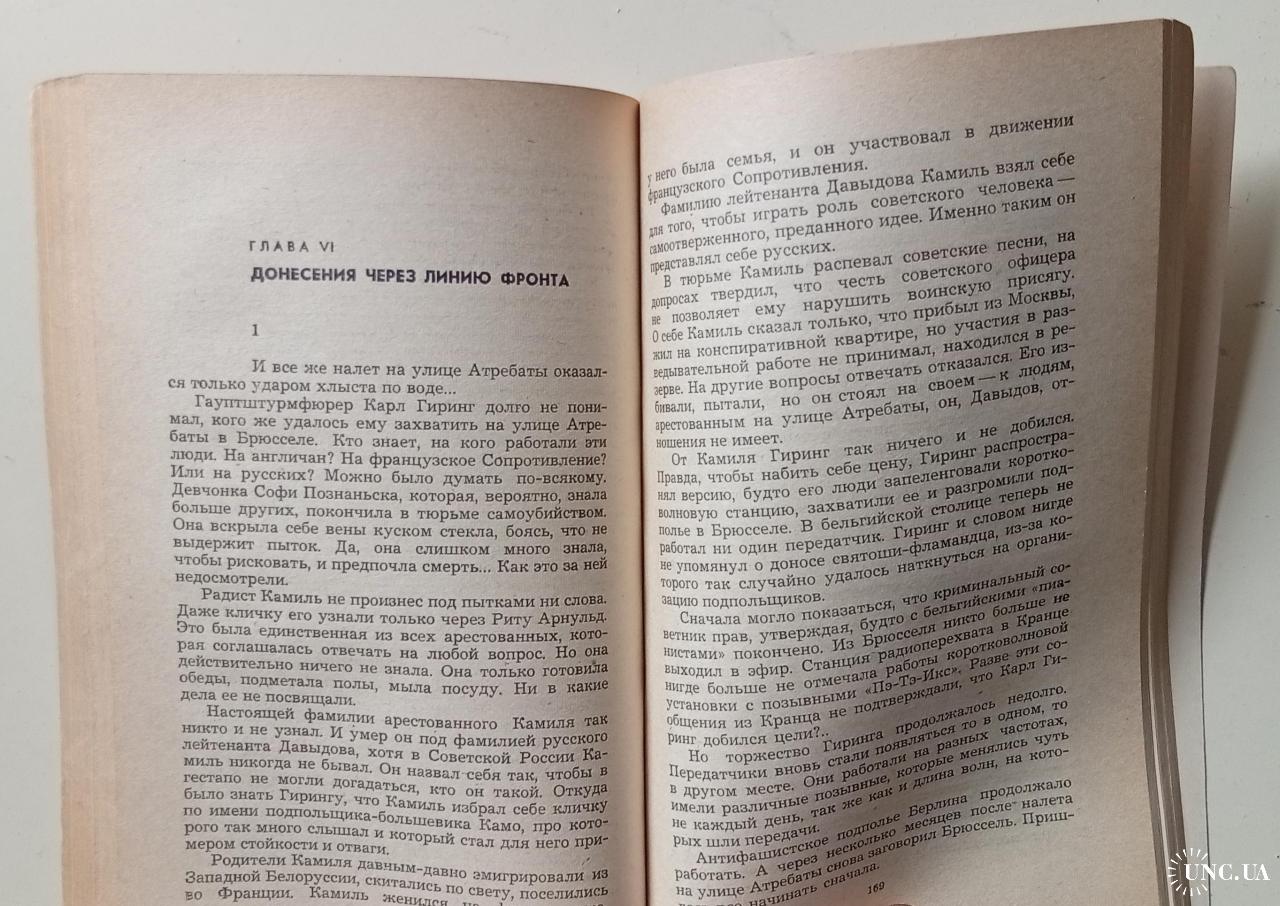 ГЛАВА VI
ДОНЕСЕНИЯ ЧЕРЕЗ ЛИНИЮ ФРОНТА
1
И все же налет на улице Атребаты оказал-
ся только ударом хлыста по воде...
Гауптштурмфюрер Карл Гиринг долго не пони-
мал, кого же удалось ему захватить на улице Атре-
баты в Брюсселе. Кто знает, на кого работали эти
люди. На англичан? На французское Сопротивление?
Или на русских? Можно было думать по-всякому.
Девчонка Софи Познаньска, которая, вероятно, знала
больше других, покончила в тюрьме самоубийством.
Она вскрыла себе вены куском стекла, боясь, что не
выдержит пыток. Да, она слишком много знала,
чтобы рисковать, и предпочла смерть... Как это за ней
недосмотрели.
Радист Камиль не произнес под пытками ни слова.
Даже кличку его узнали только через Риту Арнульд.
Это была единственная из всех арестованных, кото-
рая соглашалась отвечать на любой вопрос. Но она
действительно ничего не знала. Она только готовила
обеды, подметала полы, мыла посуду. Ни в какие
дела ее не посвящали.
Настоящей фамилии арестованного Камиля так
никто и не узнал. И умер он под фамилией русского
лейтенанта Давыдова, хотя в Советской России Ка-
миль никогда не бывал. Он назвал себя так, чтобы в
гестапо не могли догадаться, кто он такой. Откуда
было знать Гирингу, что Камиль избрал себе кличку
по имени подпольщика-большевика Камо, про кото-
рого так много слышал и который стал для него при-
мером стойкости и отваги.
Родители Камиля давным-давно эмигрировали из
Западной Белоруссии, скитались по свету, поселились
во Франции. Камиль женился на
у него была семья, и он участвовал в движении
французского Сопротивления.
Фамилию лейтенанта Давыдова Камиль взял себе
для того, чтобы играть роль советского человека —
самоотверженного, преданного идее. Именно таким он
представлял себе русских.
В тюрьме Камиль распевал советские песни, на
допросах твердил, что честь советского офицера
не позволяет ему нарушить воинскую присягу.
О себе Камиль сказал только, что прибыл из Москвы,
жил на конспиративной квартире, но участия в раз-
ведывательной работе не принимал, находился в ре-
зерве. На другие вопросы отвечать отказался. Его из-
бивали, пытали, но он стоял на своем — к людям,
арестованным на улице Атребаты, он, Давыдов, от-
ношения не имеет.
От Камиля Гиринг так ничего и не добился.
Правда, чтобы набить себе цену, Гиринг распростра-
нял версию, будто его люди запеленговали коротко-
волновую станцию, захватили ее и разгромили под-
полье в Брюсселе. В бельгийской столице теперь не
работал ни один передатчик. Гиринг и словом нигде
не упомянул о доносе святоши-фламандца, из-за ко-
торого так случайно удалось наткнуться на органи-
зацию подпольщиков.
Сначала могло показаться, что криминальный со-
ветник прав, утверждая, будто с бельгийскими «пиа-
нистами» покончено. Из Брюсселя никто больше не
выходил в эфир. Станция радиоперехвата в Кранце
нигде больше не отмечала работы коротковолновой
установки с позывными «Пэ-Тэ-Икс». Разве эти со-
общения из Кранца не подтверждали, что Карл Ги-
ринг добился цели?..
Но торжество Гиринга продолжалось недолго.
Передатчики вновь стали появляться то в одном, то
в другом месте. Они работали на разных частотах,
имели различные позывные, которые менялись чуть
не каждый день, так же как и длина волн, на кото-
рых шли передачи.
Антифашистское подполье Берлина продолжало
работать. А через несколько месяцев после налета
на улице Атребаты снова заговорил Брюссель. Приш-
начинать сначала.
169
UNC.UA